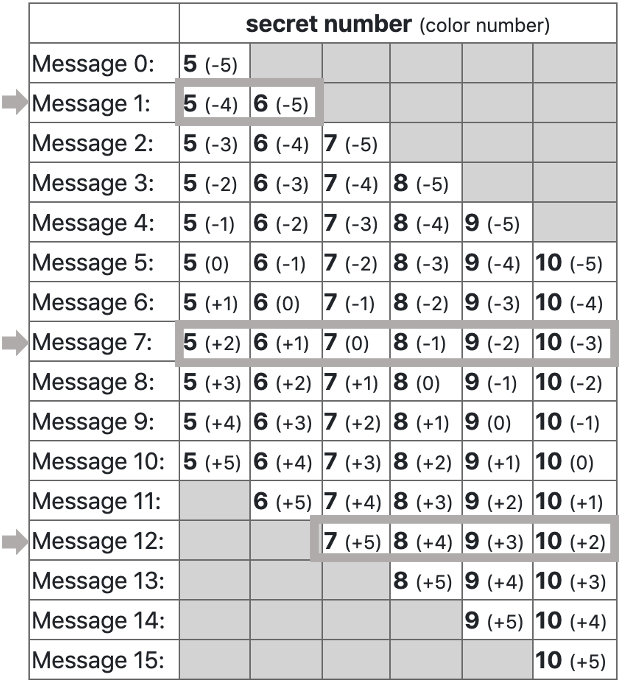 secret number (color number)
Message 0: 5 (-5)
Message 1: 5 (-4) 6 (-5)
Message 2: 5 (-3) 6 (-4) 7 (-5)
Message 3: 5 (-2) 6 (-3) 7 (-4) 8 (-5)
Message 4: 5 (-1) 6 (-2) 7 (-3) 8 (-4) 9 (-5)
Message 5: 5 (0) 6 (-1) 7 (-2) 8 (-3) 9 (-4) 10 (-5)
Message 6: 5 (+1) 6 (0) 7 (-1) 8 (-2) 9 (-3) 10 (-4)
Message 7: 5 (+2) 6 (+1) 7 (0) 8 (-1) 9 (-2) 10 (-3)
Message 8: 5 (+3) 6 (+2) 7 (+1) 8 (0) 9 (-1) 10 (-2)
Message 9: 5 (+4) 6 (+3) 7 (+2) 8 (+1) 9 (0) 10 (-1)
Message 10: 5 (+5) 6 (+4) 7 (+3) 8 (+2) 9 (+1) 10 (0)
Message 11: 6 (+5) 7 (+4) 8 (+3) 9 (+2) 10 (+1)
Message 12: 7 (+5) 8 (+4) 9 (+3) 10 (+2)
Message 13: 8 (+5) 9 (+4) 10 (+3)
Message 14: 9 (+5) 10 (+4)
Message 15: 10 (+5)